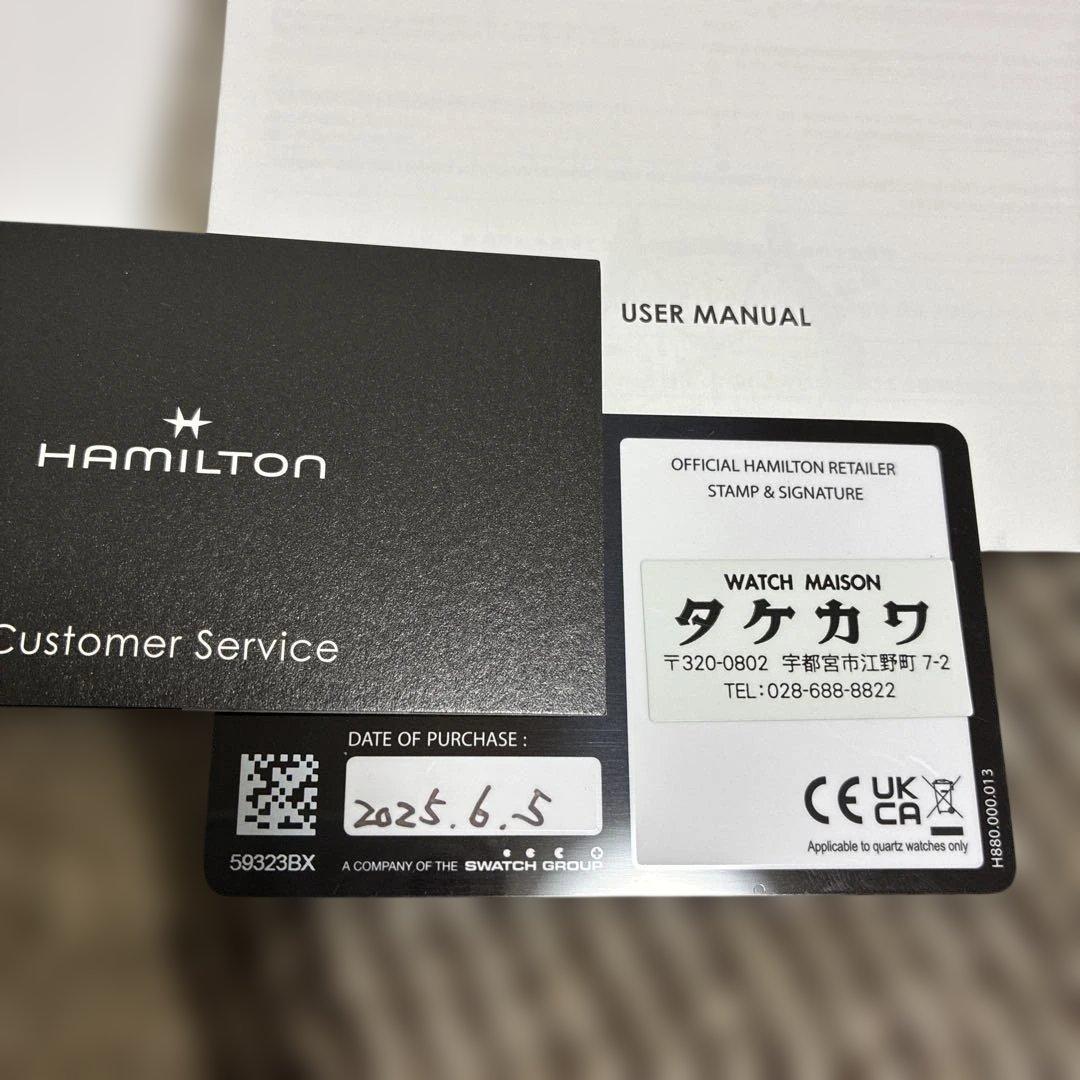 USER MANUAL
HAMILTON
Customer Service
OFFICIAL HAMILTON RETAILER
STAMP & SIGNATURE
WATCH MAISON
タケカワ
〒320-0802 宇都宮市江野町7-2
TEL:028-688-8822
DATE OF PURCHASE :
2025.6.5
59323BX
A COMPANY OF THE SWATCH GROUP
CE UK
CA
Applicable to quartz watches only
H880.000.013